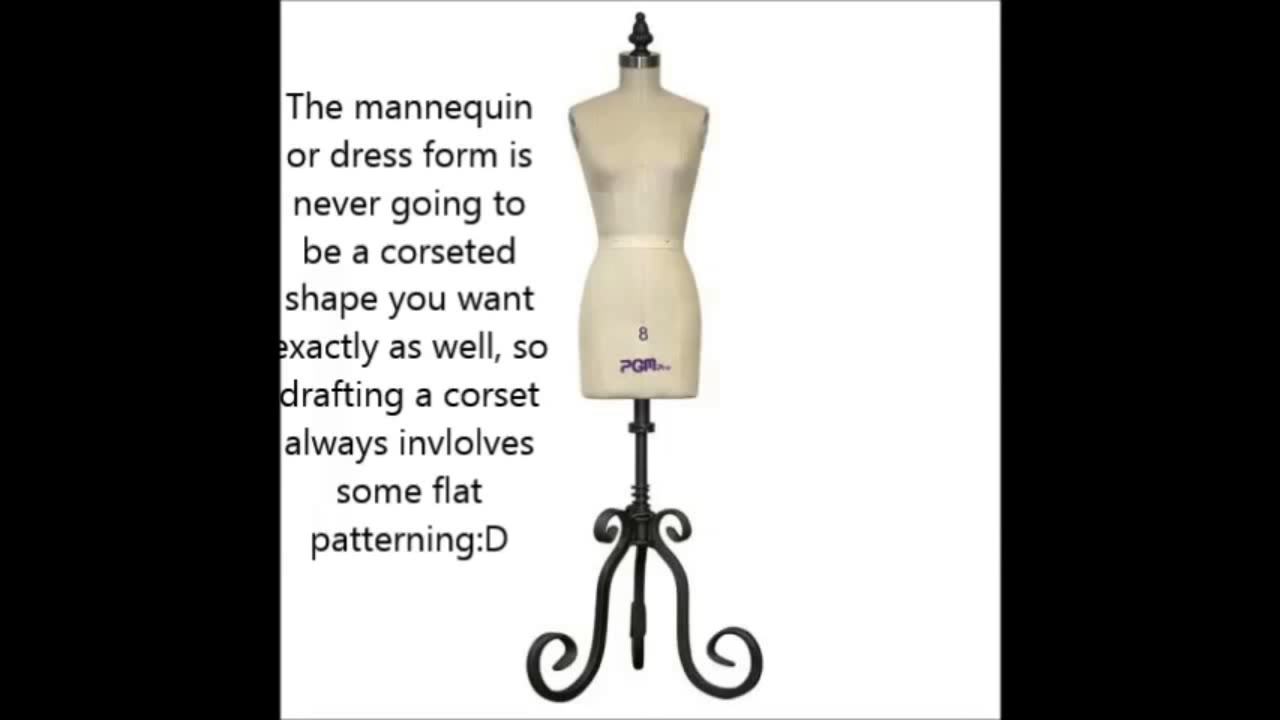 The mannequin
or dress form is
never going to
be a corseted
shape you want
exactly as well, so
drafting a corset
always invlolves
some flat
patterning:D
8
PGM Pro